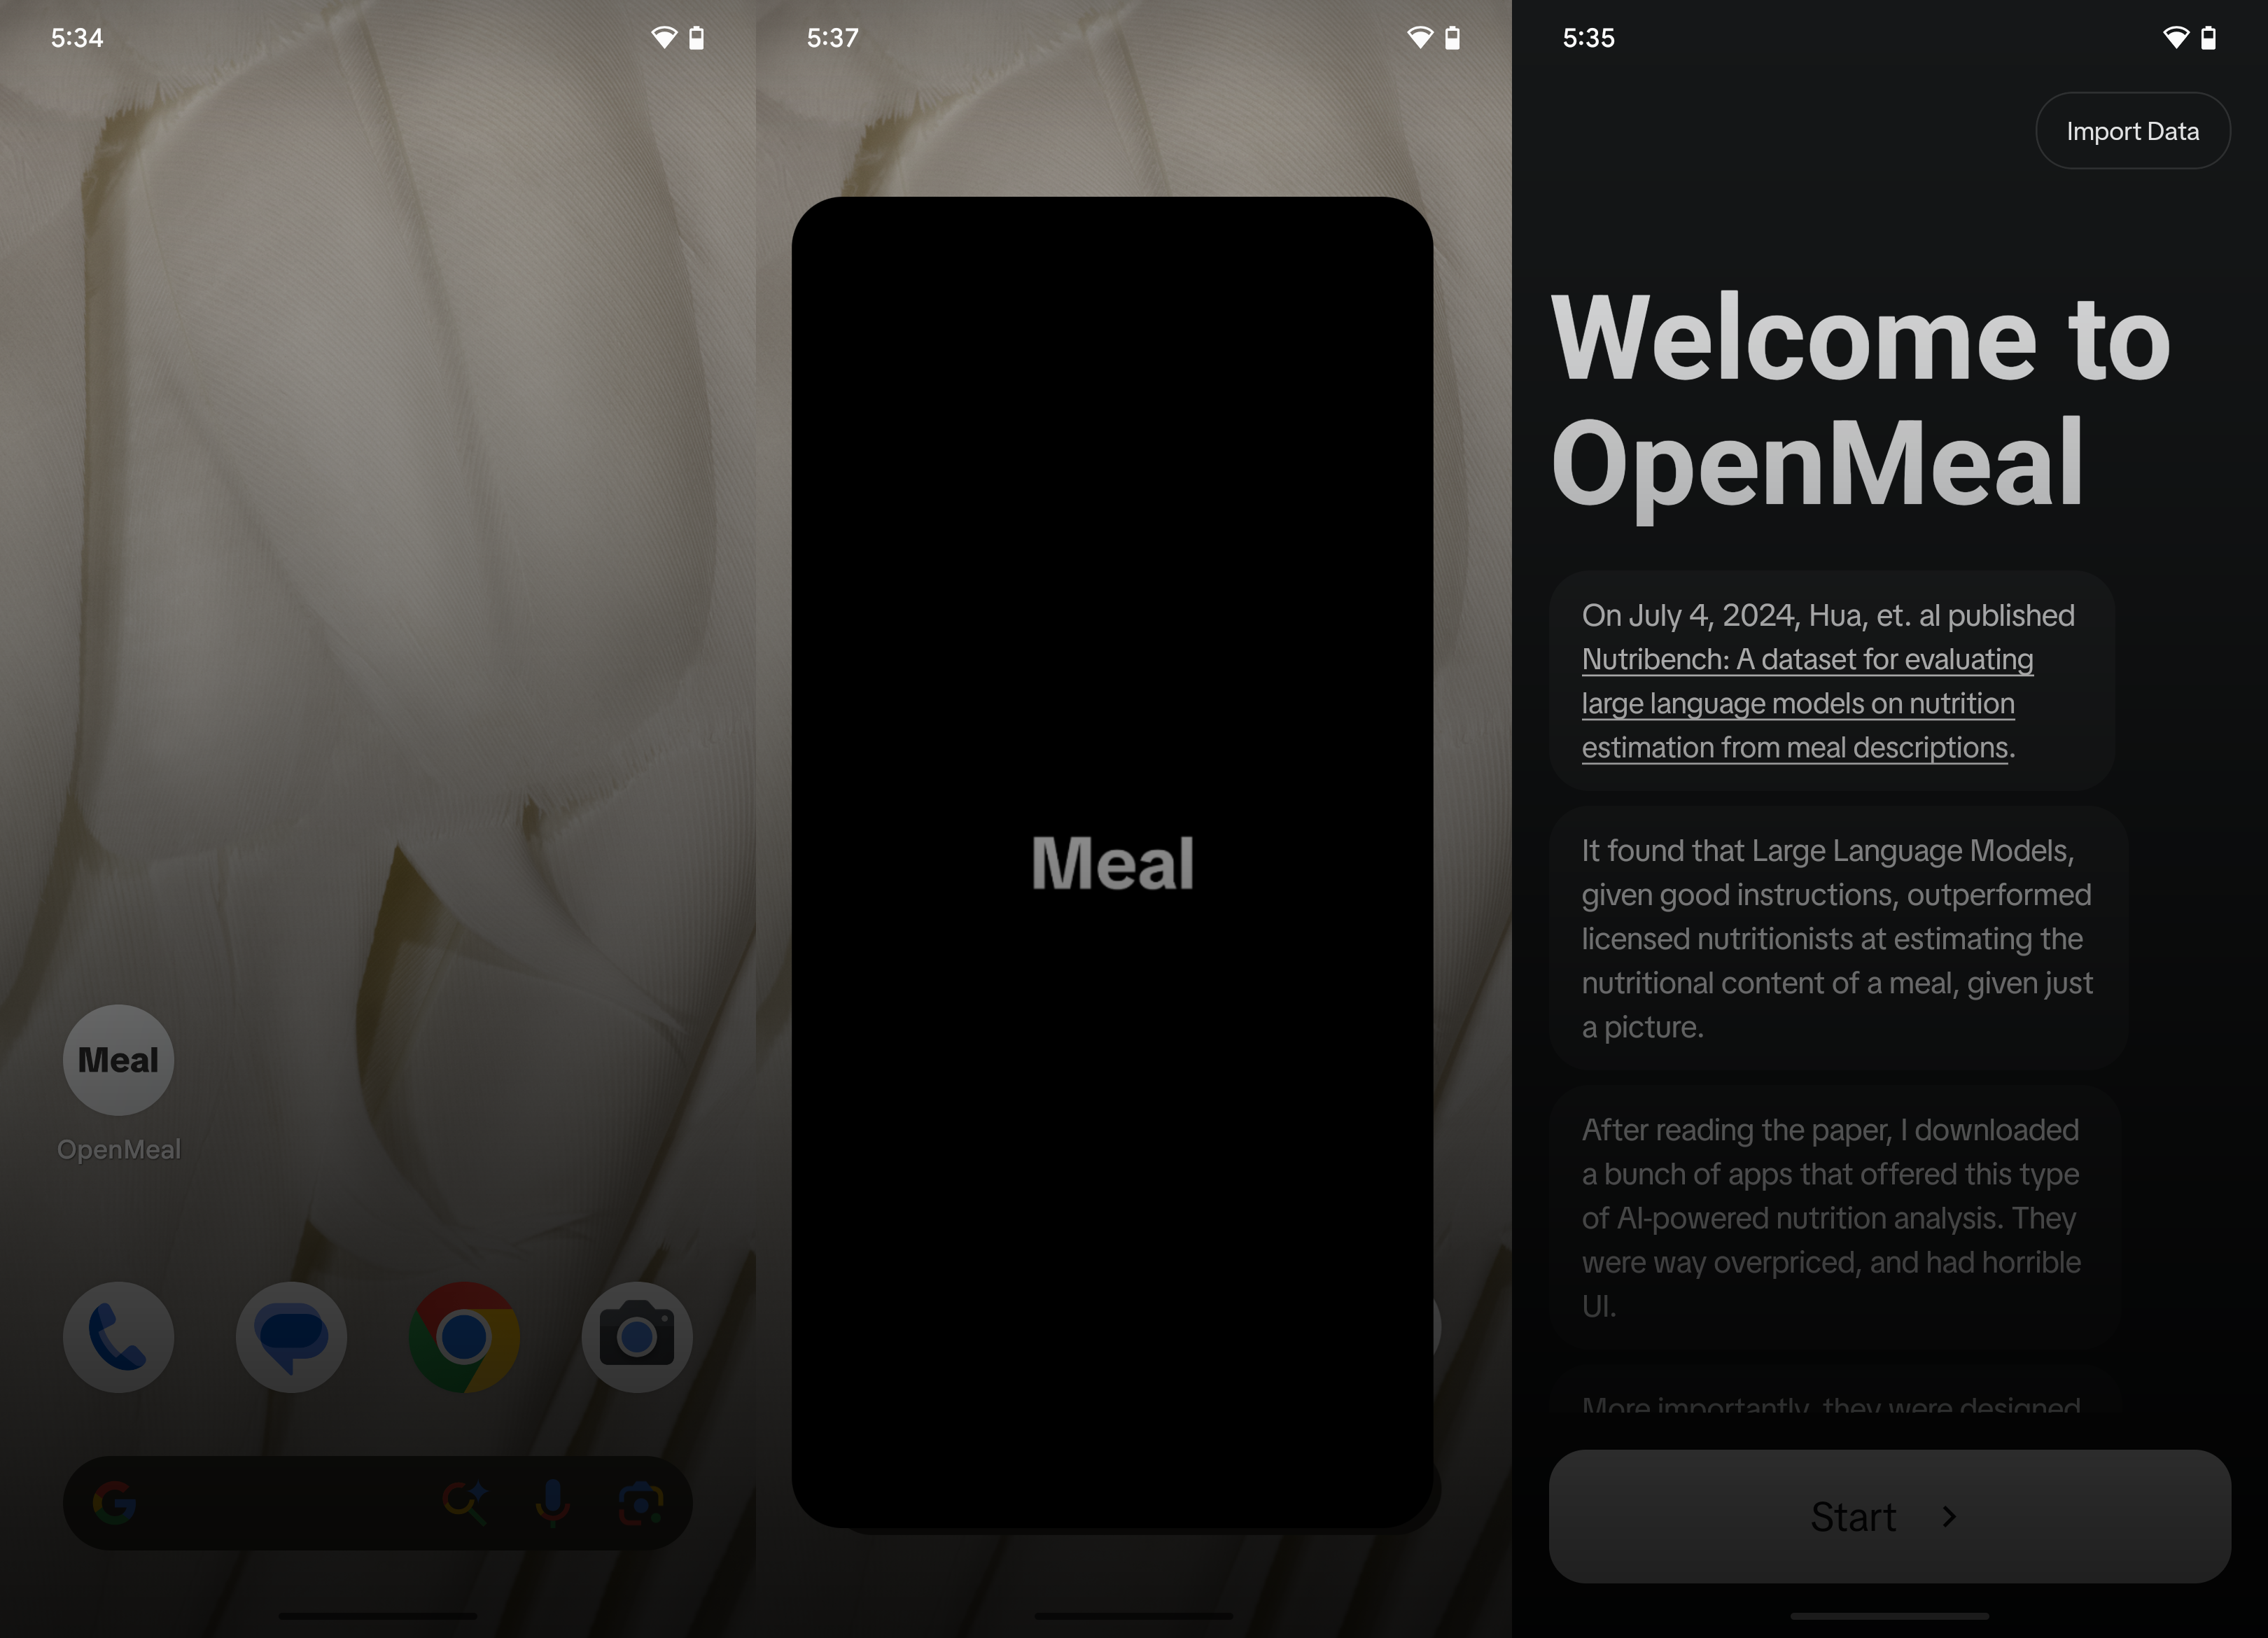 5:34
Meal
OpenMeal
5:37
Meal
5:35
Import Data
Welcome to
OpenMeal
On July 4, 2024, Hua, et. al published
Nutribench: A dataset for evaluating
large language models on nutrition
estimation from meal descriptions.
It found that Large Language Models,
given good instructions, outperformed
licensed nutritionists at estimating the
nutritional content of a meal, given just
a picture.
After reading the paper, I downloaded
a bunch of apps that offered this type
of AI-powered nutrition analysis. They
were way overpriced, and had horrible
UI.
More importantly, they were designed
Start